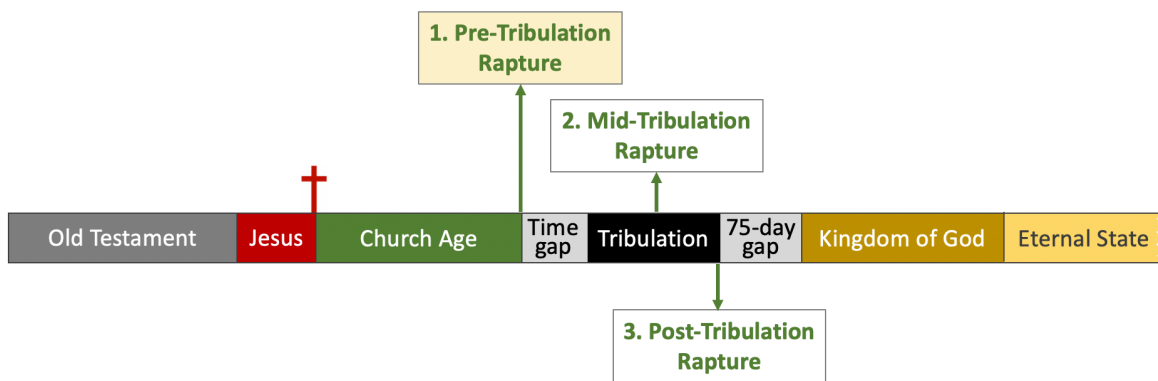 1. Pre-Tribulation
Rapture
2. Mid-Tribulation
Rapture
Old Testament
Jesus
Church Age
Time
gap
Tribulation
75-day
gap
Kingdom of God
Eternal State
3. Post-Tribulation
Rapture